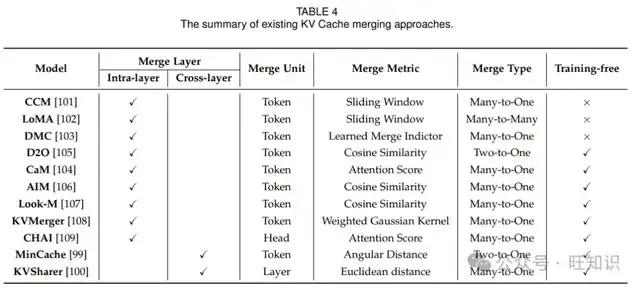 TABLE 4
The summary of existing KV Cache merging approaches.
Model Merge Layer Merge Unit Merge Metric Merge Type Training-free
Intra-layer Cross-layer
CCM [101] ✓ Token Sliding Window Many-to-One ×
LoMA [102] ✓ Token Sliding Window Many-to-Many ×
DMC [103] ✓ Token Learned Merge Indictor Many-to-One ×
D2O [105] ✓ Token Cosine Similarity Two-to-One ✓
CaM [104] ✓ Token Attention Score Many-to-One ✓
AIM [106] ✓ Token Cosine Similarity Many-to-One ✓
Look-M [107] ✓ Token Cosine Similarity Many-to-One ✓
KVMerger [108] ✓ Token Weighted Gaussian Kernel Many-to-One ✓
CHAI [109] ✓ Head Attention Score Many-to-One ✓
MinCache [99] ✓ Token Angular Distance Two-to-One ✓
KVSharer [100] ✓ Layer Euclidean distance Many-to-One ✓
公众号 · 旺知识